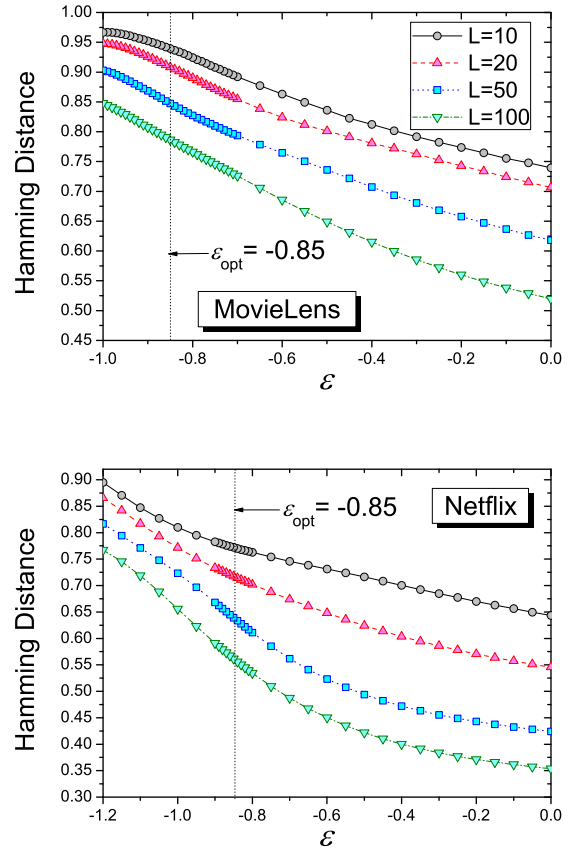 1.00
0.95
0.90
0.85
0.80
0.75
0.70
0.65
0.60
0.55
0.50
0.45
Hamming Distance
L=10
L=20
L=50
L=100
εopt= -0.85
MovieLens
-1.0 -0.8 -0.6 -0.4 -0.2 0.0
ε
0.90
0.80
0.70
0.65
0.60
0.55
0.50
0.45
0.40
0.35
0.30
Hamming Distance
εopt= -0.85
Netflix
-1.2 -1.0 -0.8 -0.6 -0.4 -0.2 0.0
ε